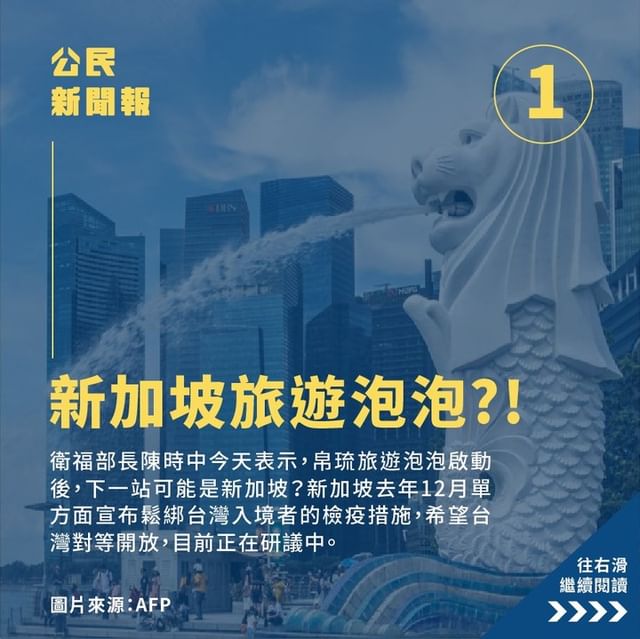 公民
新聞報
1
DBS
新加坡旅遊泡泡?!
衛福部長陳時中今天表示，帛琉旅遊泡泡啟動
後，下一站可能是新加坡？新加坡去年12月單
方面宣布鬆綁台灣入境者的檢疫措施，希望台
灣對等開放，目前正在研議中。
圖片來源：AFP
往右滑
繼續閱讀